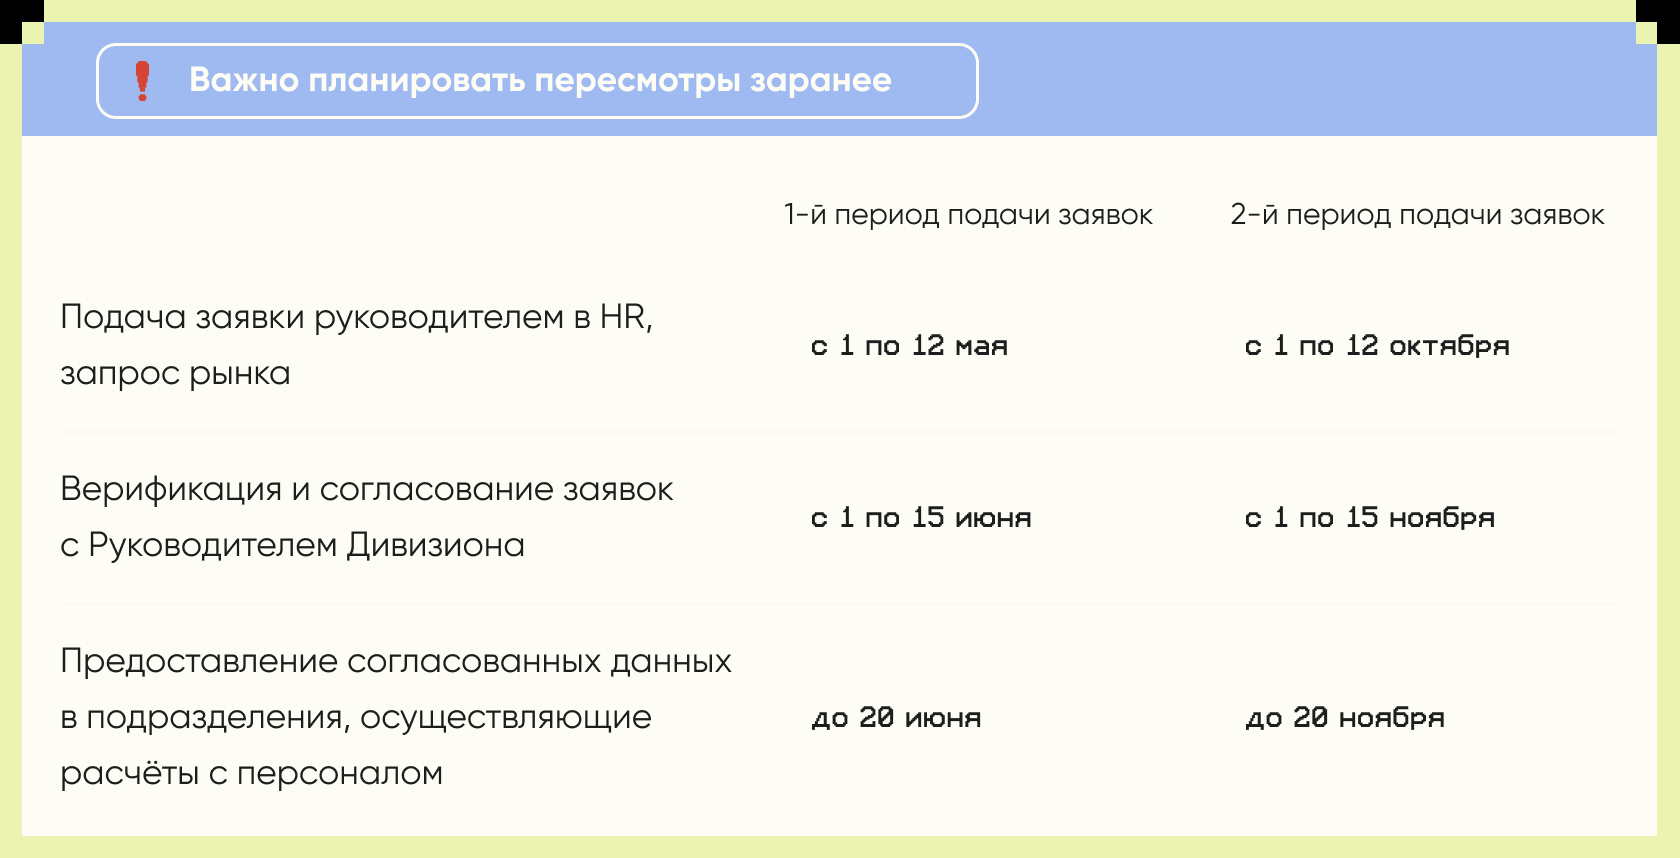 Важно планировать пересмотры заранее
1-й период подачи заявок
2-й период подачи заявок
Подача заявки руководителем в HR,
запрос рынка
с 1 по 12 мая
с 1 по 12 октября
Верификация и согласование заявок
с Руководителем Дивизиона
с 1 по 15 июня
с 1 по 15 ноября
Предоставление согласованных данных
в подразделения, осуществляющие
расчёты с персоналом
до 20 июня
до 20 ноября